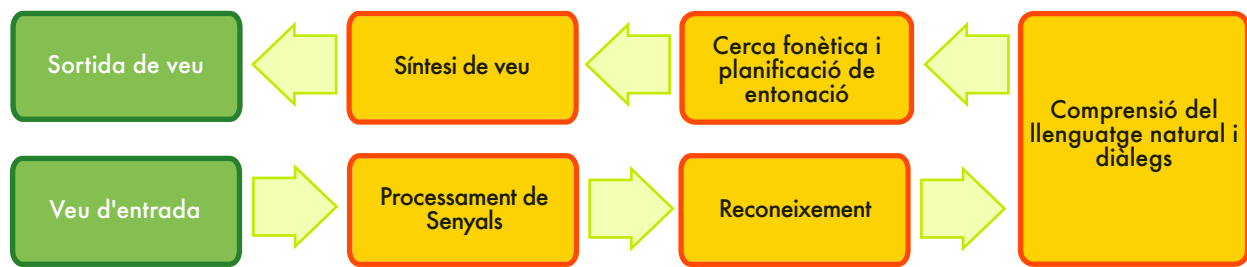 Sortida de veu
Síntesi de veu
Cerca fonètica i
planificació de
entonació
Comprensió del
llenguatge natural i
diàlegs
Veu d'entrada
Processament de
Senyals
Reconeixement